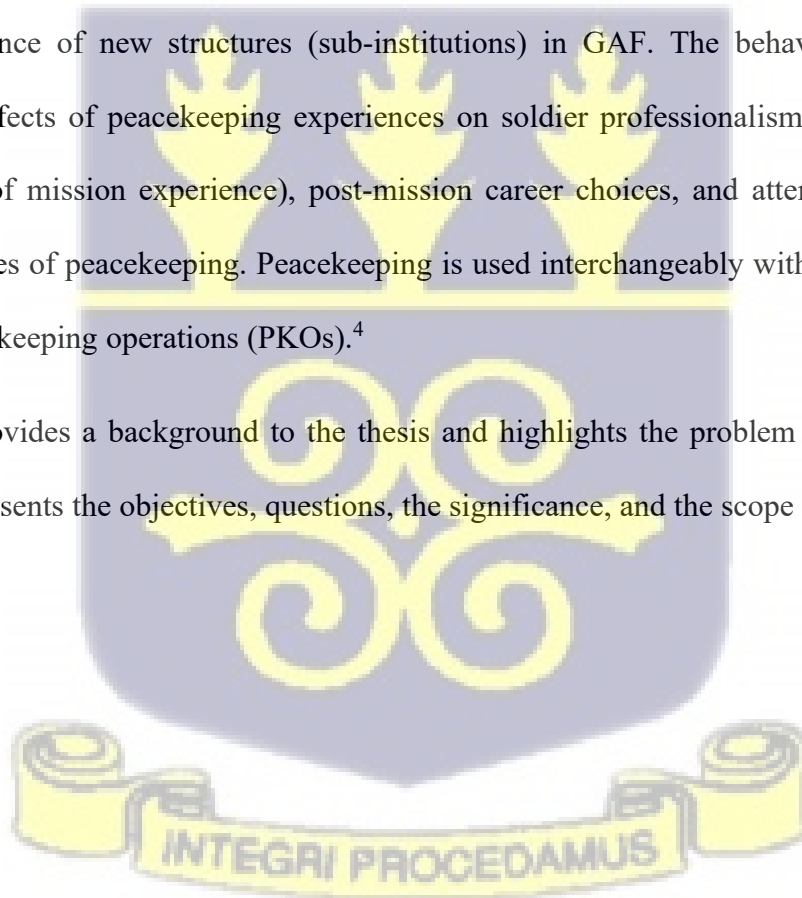 nce of new structures (sub-institutions) in GAF. The behav
fects of peacekeeping experiences on soldier professionalism
of mission experience), post-mission career choices, and atten
es of peacekeeping. Peacekeeping is used interchangeably with
keeping operations (PKOs).4
ovides a background to the thesis and highlights the problem
sents the objectives, questions, the significance, and the scope
INTEGRI PROCEDAMUS